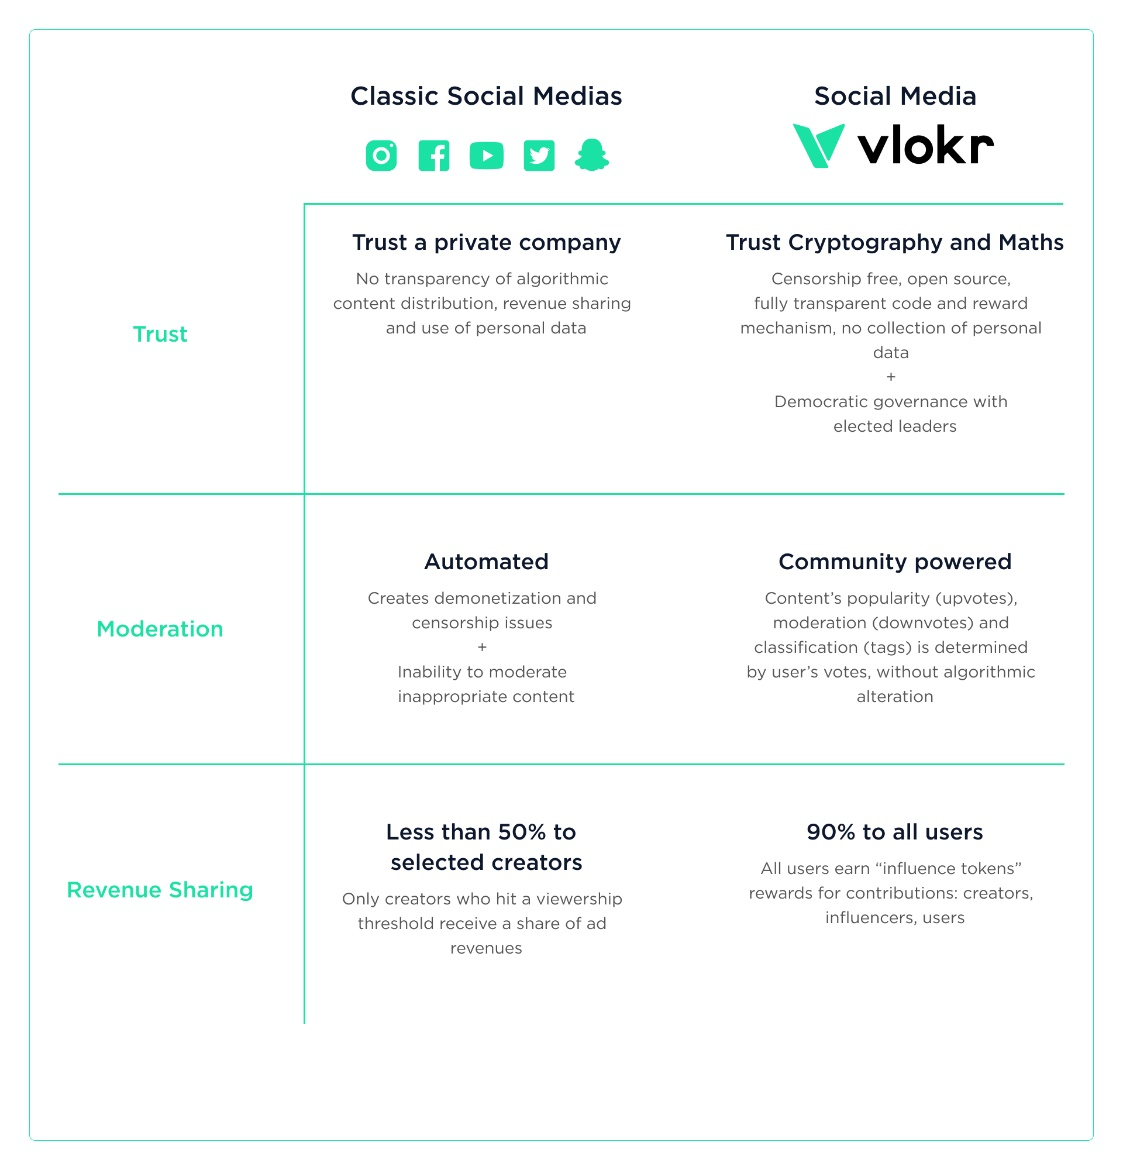 Classic Social Medias
Social Media
vlokr
Trust
Trust a private company
No transparency of algorithmic
content distribution, revenue sharing
and use of personal data
Trust Cryptography and Maths
Censorship free, open source,
fully transparent code and reward
mechanism, no collection of personal
data
+
Democratic governance with
elected leaders
Moderation
Automated
Creates demonetization and
censorship issues
+
Inability to moderate
inappropriate content
Community powered
Content’s popularity (upvotes),
moderation (downvotes) and
classification (tags) is determined
by user’s votes, without algorithmic
alteration
Revenue Sharing
Less than 50% to
selected creators
Only creators who hit a viewership
threshold receive a share of ad
revenues
90% to all users
All users earn “influence tokens”
rewards for contributions: creators,
influencers, users